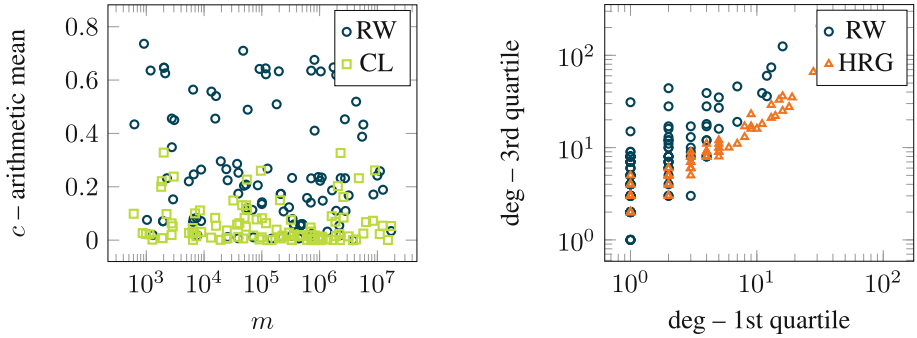 c – arithmetic mean
0.8
0.6
0.4
0.2
0
10^3
10^4
10^5
10^6
10^7
m
RW
CL
deg – 3rd quartile
10^2
10^1
10^0
10^0
10^1
10^2
deg – 1st quartile
RW
HRG